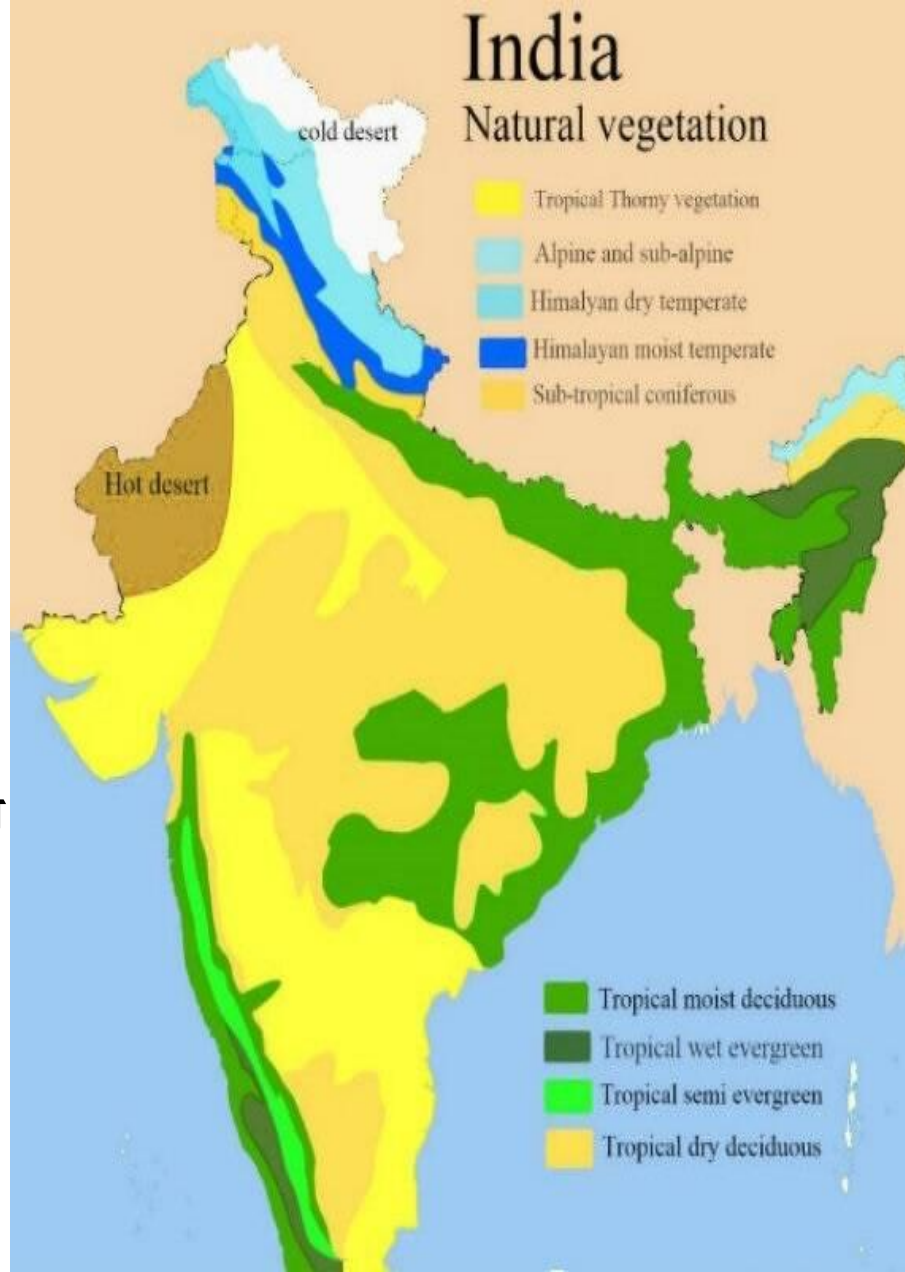 India
Natural vegetation
cold desert
Tropical Thorny vegetation
Alpine and sub-alpine
Himalyan dry temperate
Himalayan moist temperate
Sub-tropical coniferous
Hot desert
Tropical moist deciduous
Tropical wet evergreen
Tropical semi evergreen
Tropical dry deciduous